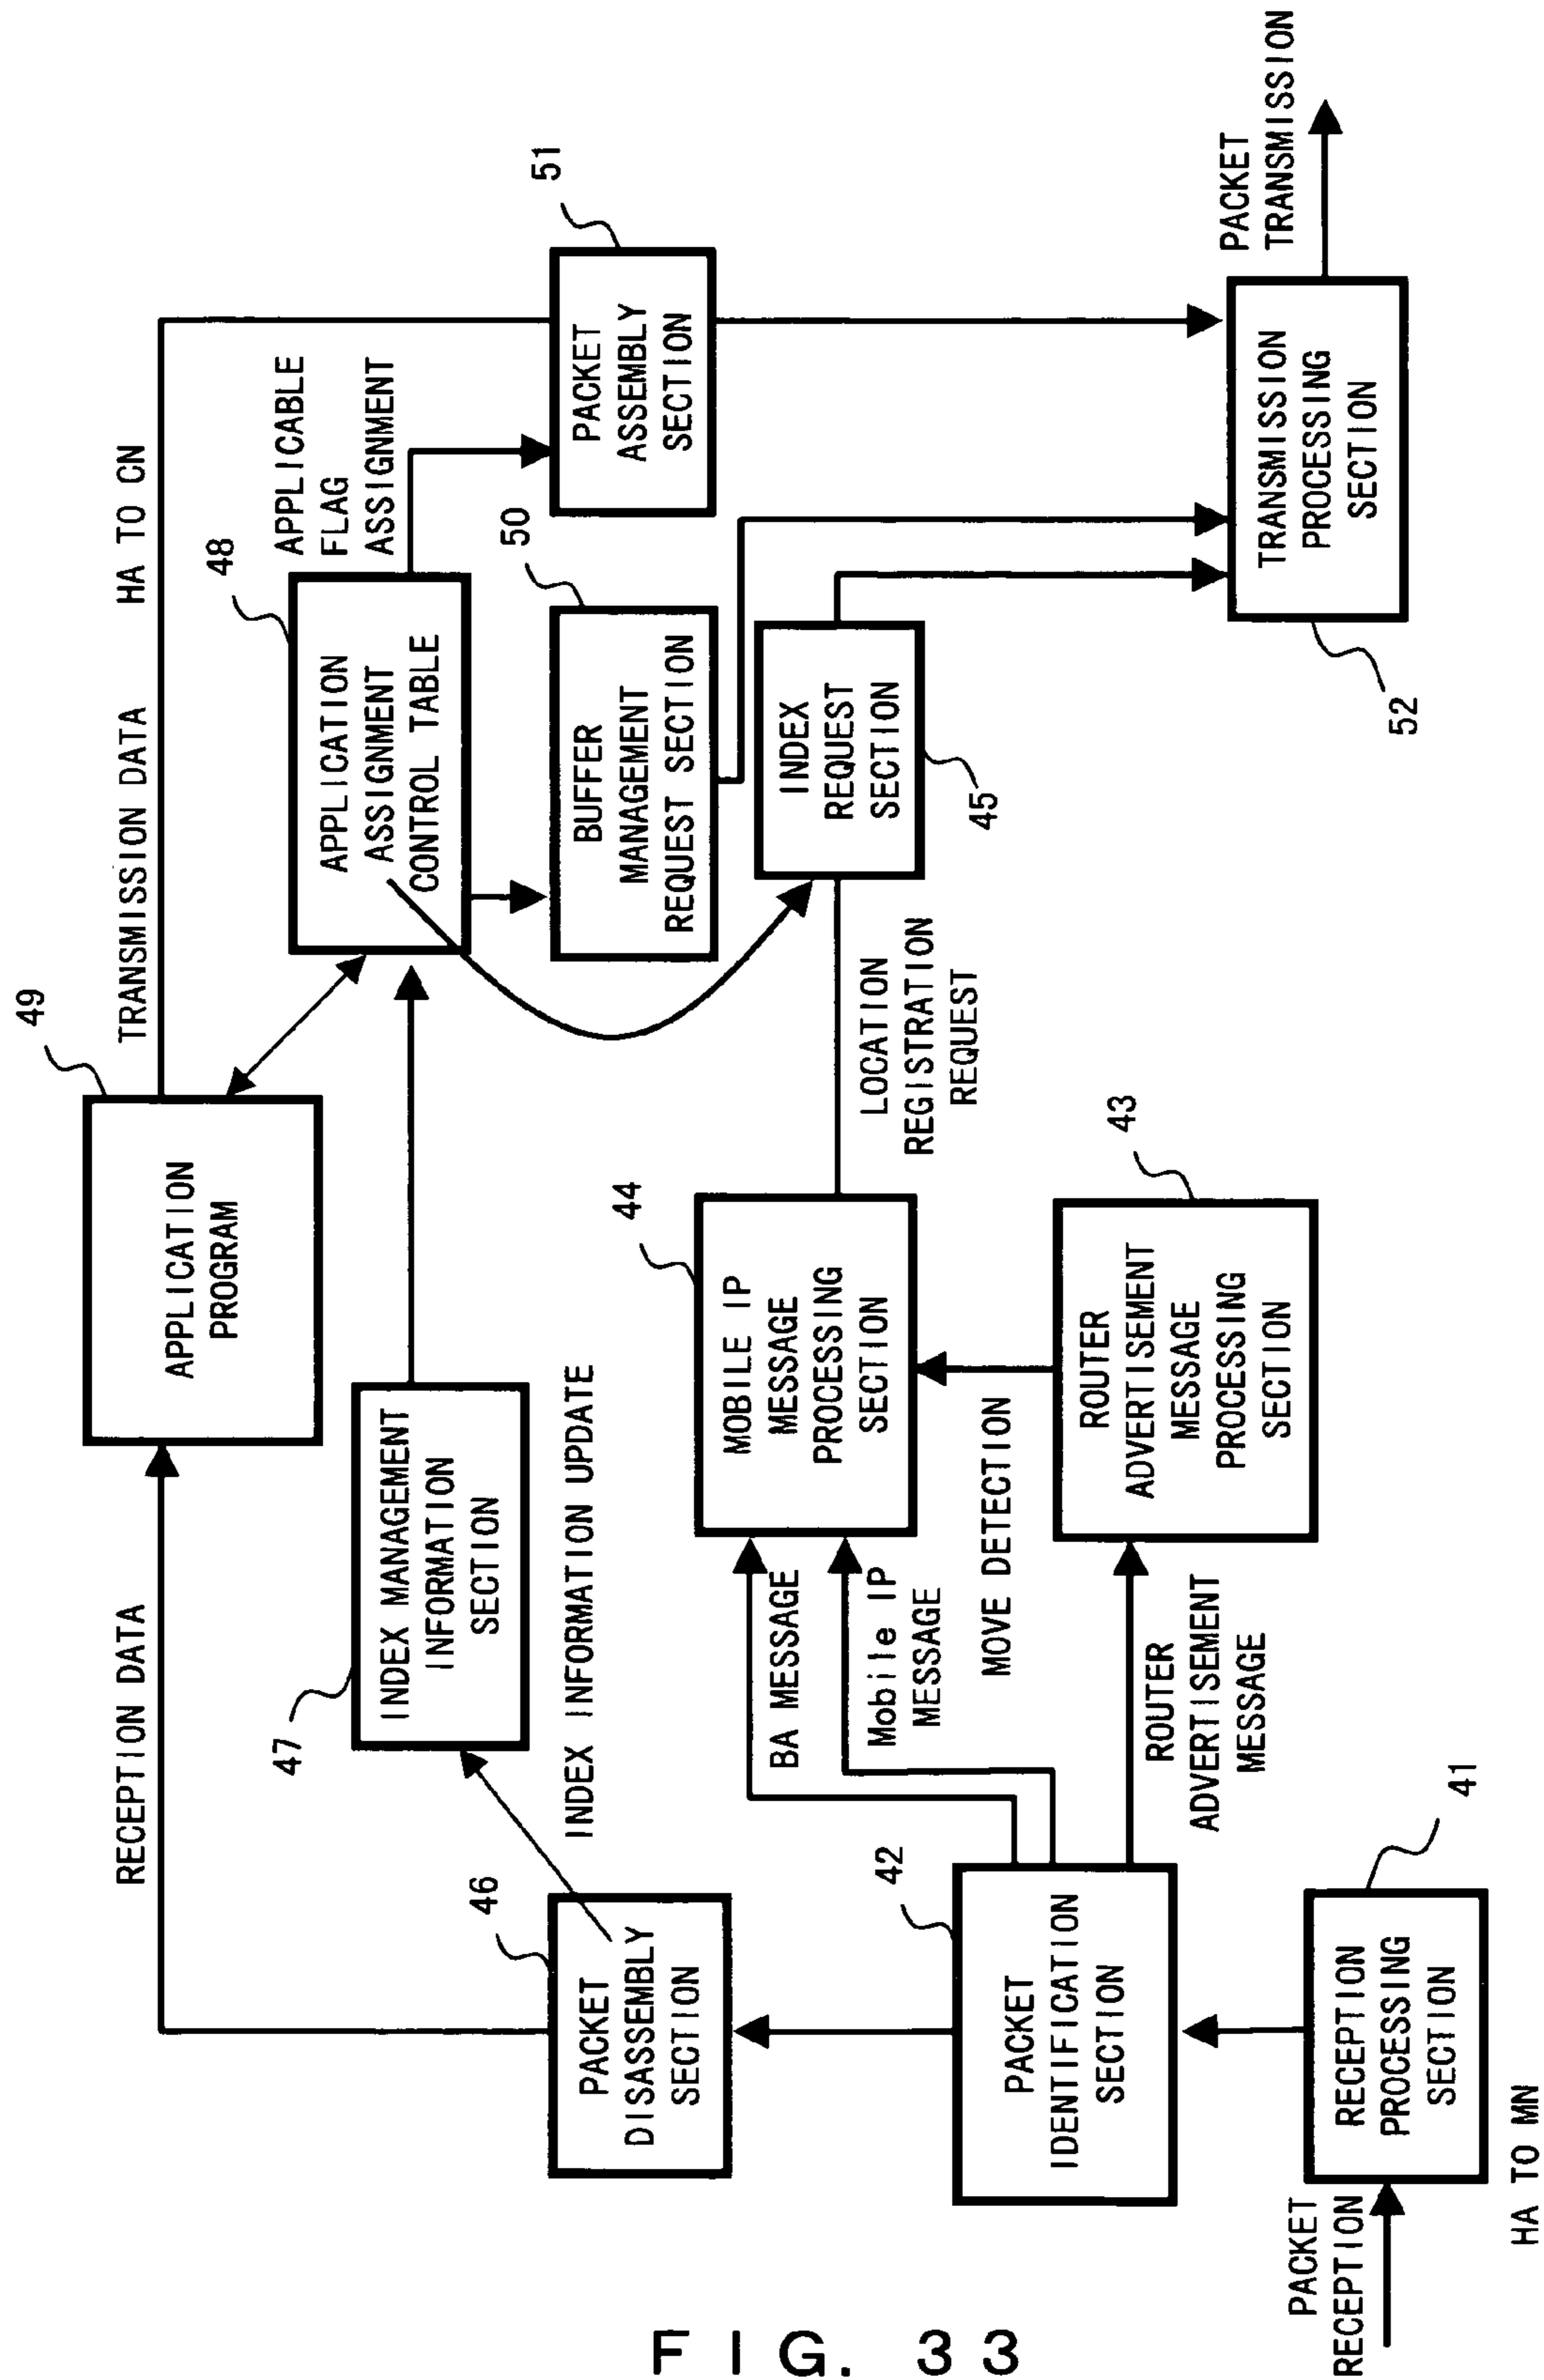 RECEPTION DATA
TRANSMISSION DATA
HA TO CN
49
APPLICATION
PROGRAM
48
APPLICATION
ASSIGNMENT
CONTROL TABLE
APPLICABLE
FLAG
ASSIGNMENT
47
INDEX MANAGEMENT
INFORMATION
SECTION
INDEX INFORMATION UPDATE
46
PACKET
DISASSEMBLY
SECTION
50
BUFFER
MANAGEMENT
REQUEST SECTION
51
PACKET
ASSEMBLY
SECTION
44
MOBILE IP
MESSAGE
PROCESSING
SECTION
BA MESSAGE
Mobile IP
MESSAGE
MOVE DETECTION
LOCATION
REGISTRATION
REQUEST
INDEX
REQUEST
SECTION
45
42
PACKET
IDENTIFICATION
SECTION
ROUTER
ADVERTISEMENT
MESSAGE
43
ROUTER
ADVERTISEMENT
MESSAGE
PROCESSING
SECTION
PACKET
TRANSMISSION
TRANSMISSION
PROCESSING
SECTION
52
PACKET
RECEPTION
41
RECEPTION
PROCESSING
SECTION
HA TO MN
FIG. 33